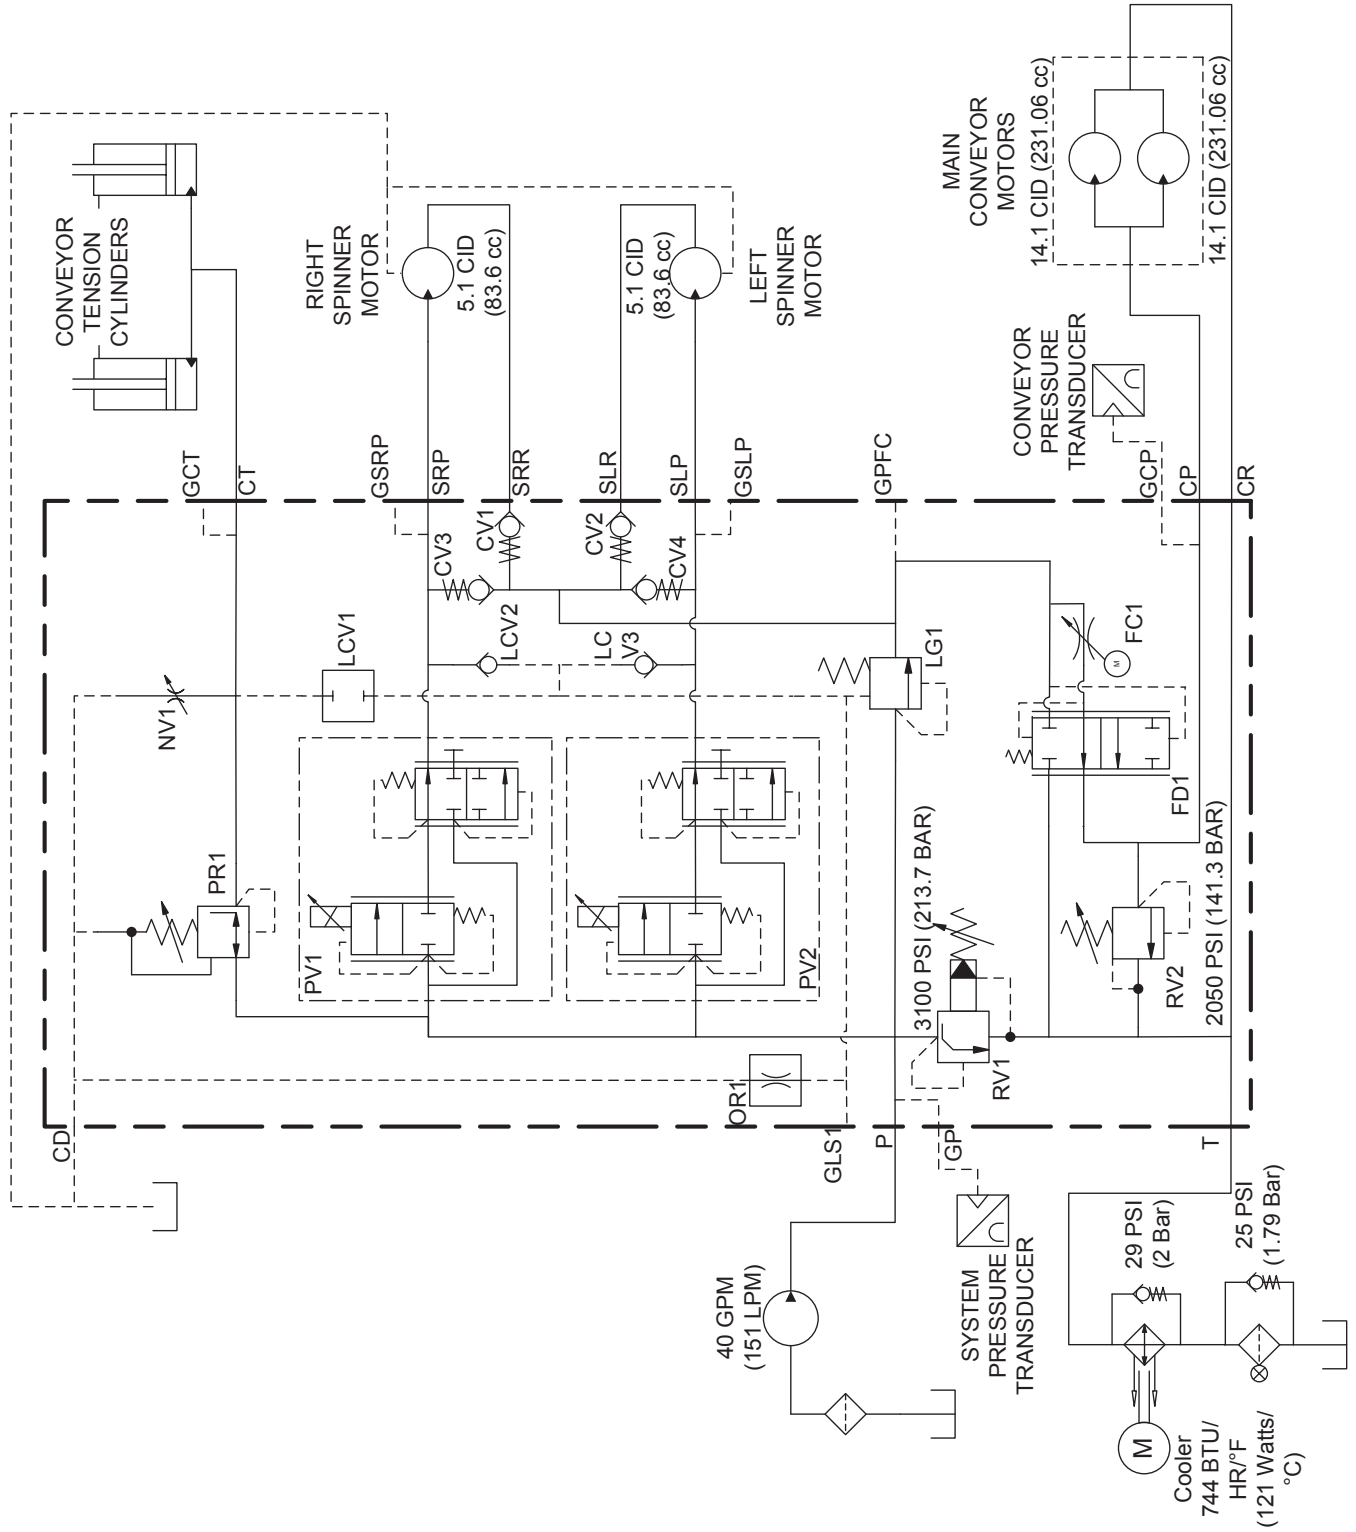 CONVEYOR
TENSION
CYLINDERS
RIGHT
SPINNER
MOTOR
5.1 CID
(83.6 cc)
5.1 CID
(83.6 cc)
LEFT
SPINNER
MOTOR
MAIN
CONVEYOR
MOTORS
14.1 CID (231.06 cc)
14.1 CID (231.06 cc)
CONVEYOR
PRESSURE
TRANSDUCER
GCT
CT
GSRP
SRP
SRR
SLR
SLP
GSLP
GPFC
GCP
CP
CR
CV3
CV1
CV2
CV4
NV1
LCV1
LCV2
LC
V3
LG1
FC1
M
FD1
PR1
PV1
PV2
3100 PSI (213.7 BAR)
RV1
RV2
2050 PSI (141.3 BAR)
OR1
CD
GLS1
P
GP
T
40 GPM
(151 LPM)
SYSTEM
PRESSURE
TRANSDUCER
29 PSI
(2 Bar)
25 PSI
(1.79 Bar)
M
Cooler
744 BTU/
HR/°F
(121 Watts/
°C)